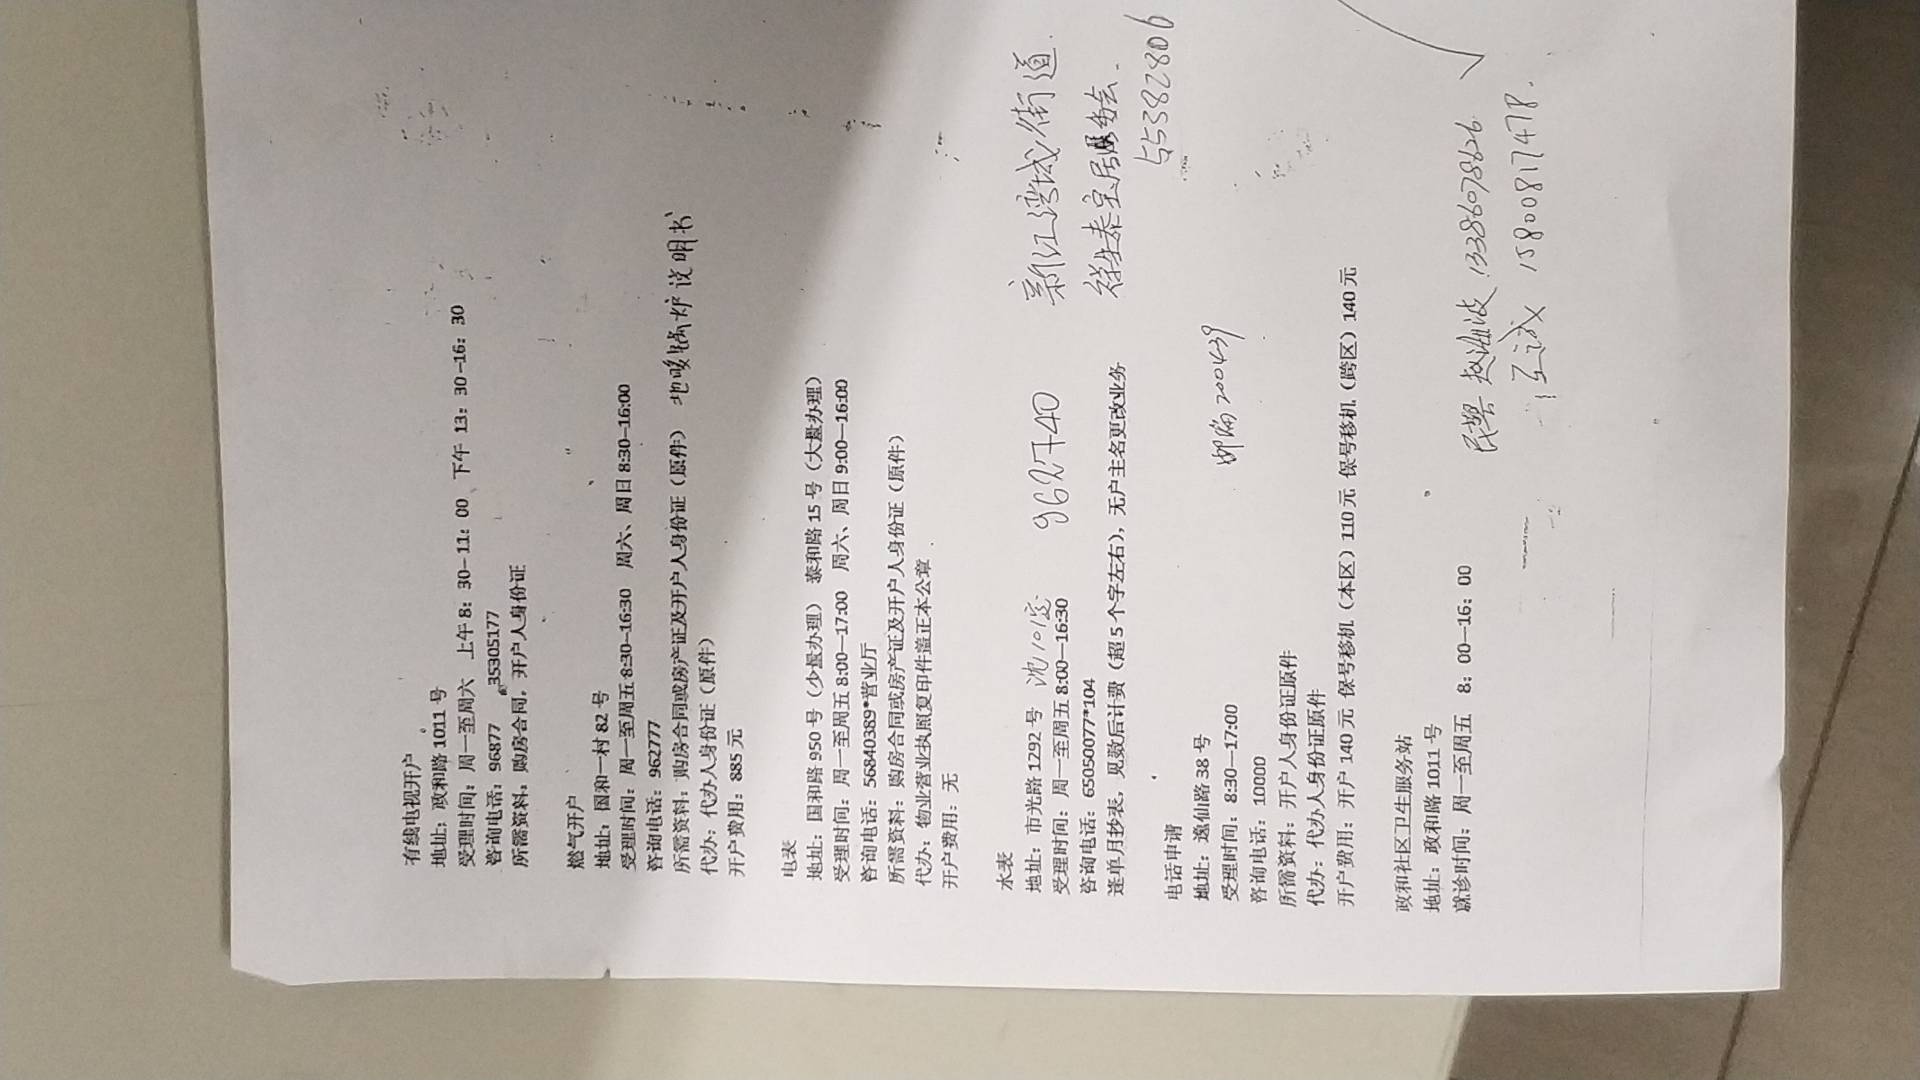 有线电视开户
地址：政和路 1011 号
受理时间：周一至周六 上午 8：30-11：00 下午 13：30-16：30
咨询电话：96877 35305177
所需资料：购房合同，开户人身份证
燃气开户
地址：国和一村 82 号
受理时间：周一至周五 8:30—16:30 周六、周日 8:30—16:00
咨询电话：962777
所需资料：购房合同或房产证及开户人身份证（原件） 地暖锅炉说明书
代办：代办人身份证（原件）
开户费用：885 元
电表
地址：国和路 950 号（少量办理） 泰和路 15 号（大量办理）
受理时间：周一至周五 8:00—17:00 周六、周日 9:00—16:00
咨询电话：56840389*营业厅
所需资料：购房合同或房产证及开户人身份证（原件）
代办：物业营业执照复印件盖正本公章
开户费用：无
水表
地址：市光路 1292 号 962740 新江湾城街道
受理时间：周一至周五 8:00—16:30
咨询电话：65050077*104
逢单月抄表，见数后计费（超 5 个字左右），无户主名更改业务 祥生泰宝居委会
55382806
电话申请
地址：逸仙路 38 号
受理时间：8:30—17:00 邮编 200439
咨询电话：10000
所需资料：开户人身份证原件
代办：代办人身份证原件
开户费用：开户 140 元 保号移机（本区）110 元 保号移机（跨区）140 元
政和社区卫生服务站
地址：政和路 1011 号
就诊时间：周一至周五 8：00—16：00
民警 赵海波 13386078626
15800817478